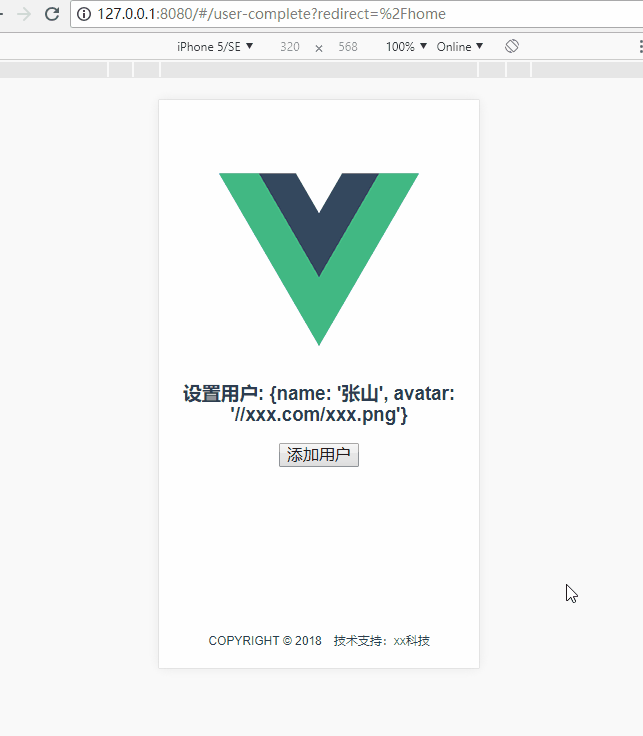 127.0.0.1:8080/#/user-complete?redirect=%2Fhome
iPhone 5/SE ▼ 320 × 568 100% ▼ Online ▼
设置用户: {name: '张山', avatar:
'//xxx.com/xxx.png'}
添加用户
COPYRIGHT © 2018 技术支持：xx科技